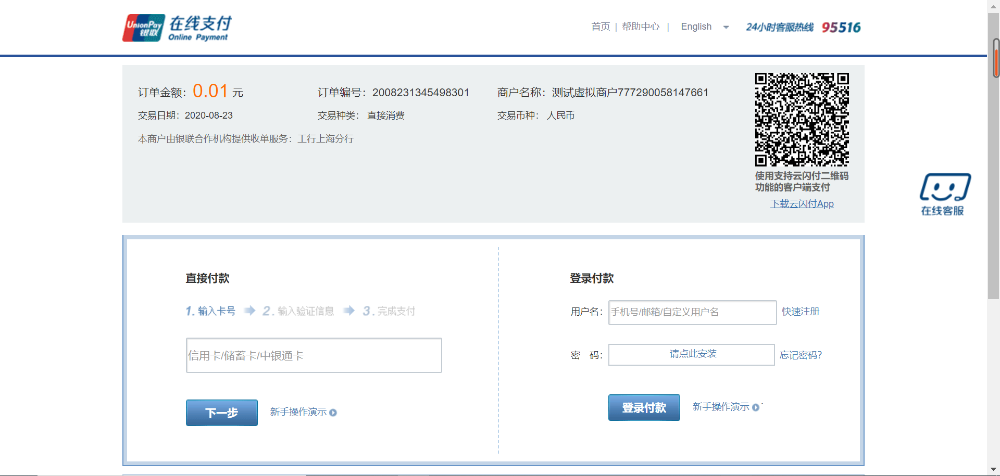 UnionPay 银联 在线支付
Online Payment
首页 | 帮助中心 | English 24小时客服热线 95516
订单金额：0.01 元 订单编号：2008231345498301 商户名称：测试虚拟商户777290058147661
交易日期：2020-08-23 交易种类： 直接消费 交易币种： 人民币
本商户由银联合作机构提供收单服务：工行上海分行
使用支持云闪付二维码
功能的客户端支付
下载云闪付App
在线客服
直接付款
1. 输入卡号 2. 输入验证信息 3. 完成支付
信用卡/储蓄卡/中银通卡
下一步 新手操作演示
登录付款
用户名： 手机号/邮箱/自定义用户名 快速注册
密 码： 请点此安装 忘记密码?
登录付款 新手操作演示 `